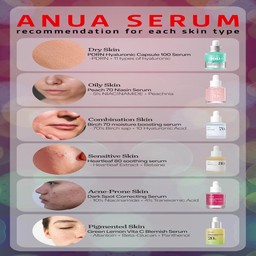 ANUA SERUM
recommendation for each skin type
Dry Skin
PDRN Hyaluronic Capsule 100 Serum
- PDRN + 11 types of hyaluronic
Oily Skin
Peach 70 Niacin Serum
- 5% NIACINAMIDE + Peachnia
Combination Skin
Birch 70 moisture boosting serum
- 70% Birch sap + 10 Hyaluronic Acid
Sensitive Skin
Heartleaf 80 soothing serum
- Heartleaf Extract + Betaine
Acne-Prone Skin
Dark Spot Correcting Serum
- 10% Niacinamide + 4% Tranexamic Acid
Pigmented Skin
Green Lemon Vita C Blemish Serum
- Allantoin + Beta-Glucan + Panthenol